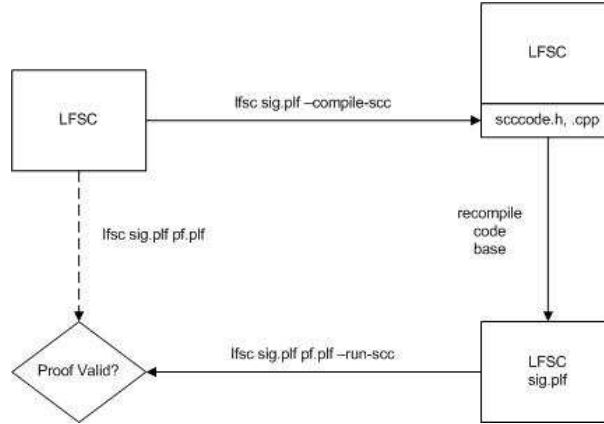 LFSC
LFSC
lfsc sig.plf –compile-scc
scccode.h, .cpp
recompile
code
base
lfsc sig.plf pf.plf
lfsc sig.plf pf.plf –run-scc
Proof Valid?
LFSC
sig.plf